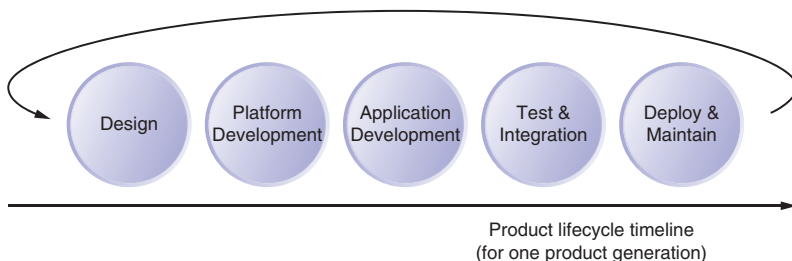 Design
Platform
Development
Application
Development
Test &
Integration
Deploy &
Maintain
Product lifecycle timeline
(for one product generation)